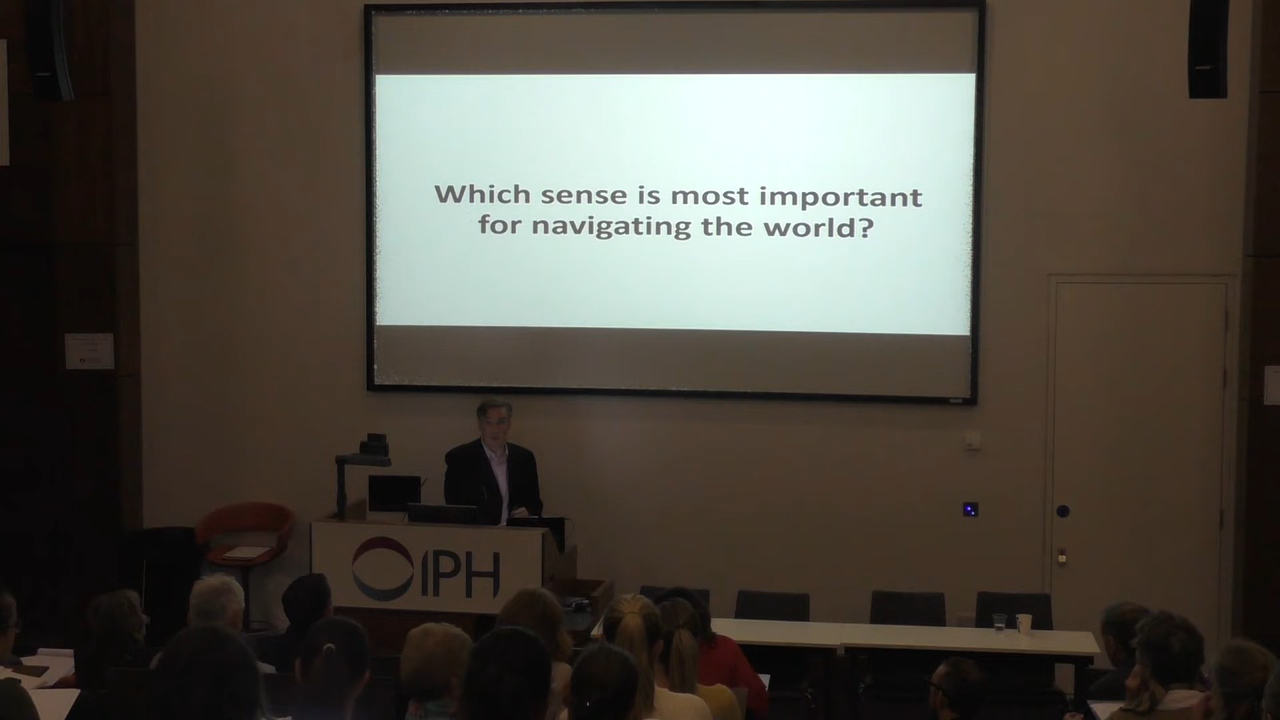 Which sense is most important
for navigating the world?
IPH